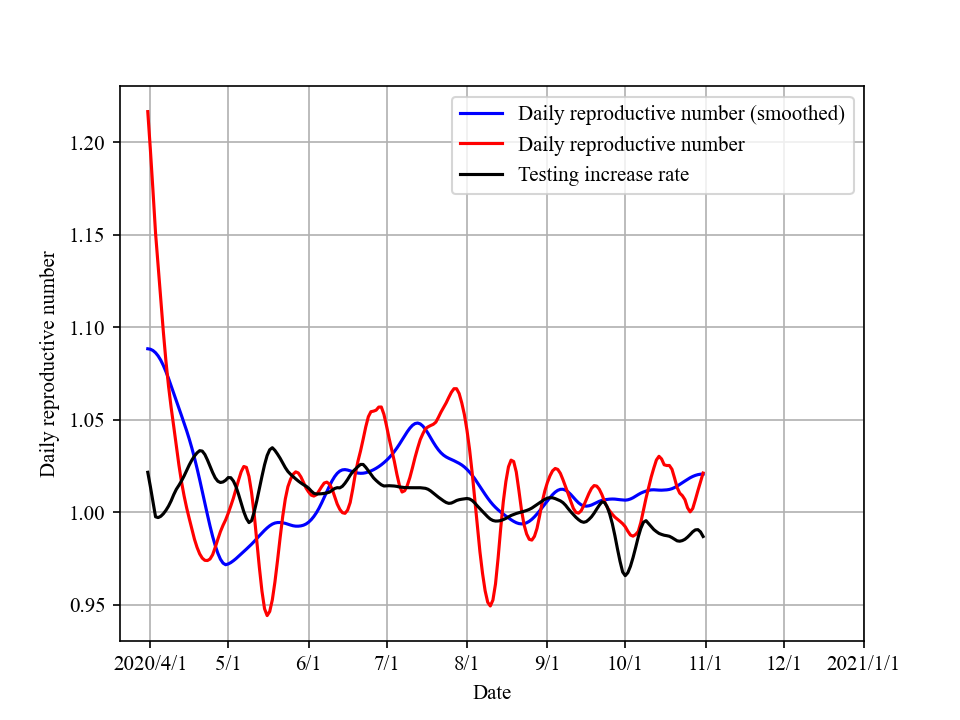 Daily reproductive number (smoothed)
Daily reproductive number
Testing increase rate
1.20
1.15
1.10
1.05
1.00
0.95
Daily reproductive number
2020/4/1 5/1 6/1 7/1 8/1 9/1 10/1 11/1 12/1 2021/1/1
Date